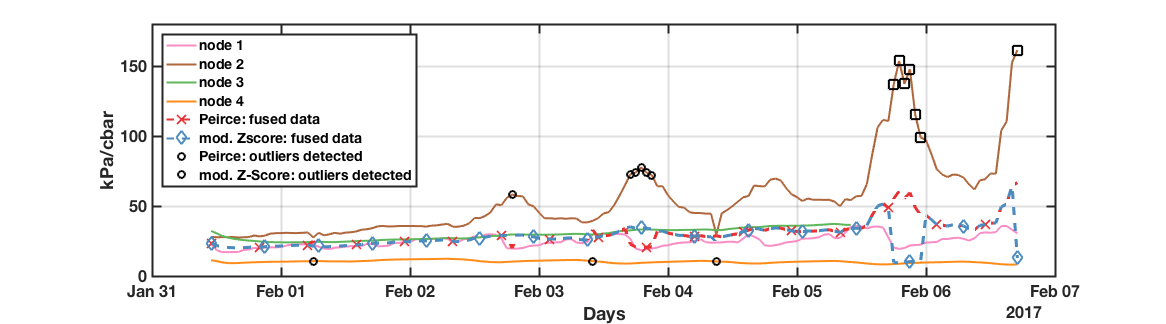 150
100
50
0
kPa/cbar
node 1
node 2
node 3
node 4
Peirce: fused data
mod. Zscore: fused data
Peirce: outliers detected
mod. Z-Score: outliers detected
Jan 31 Feb 01 Feb 02 Feb 03 Feb 04 Feb 05 Feb 06 Feb 07
Days 2017